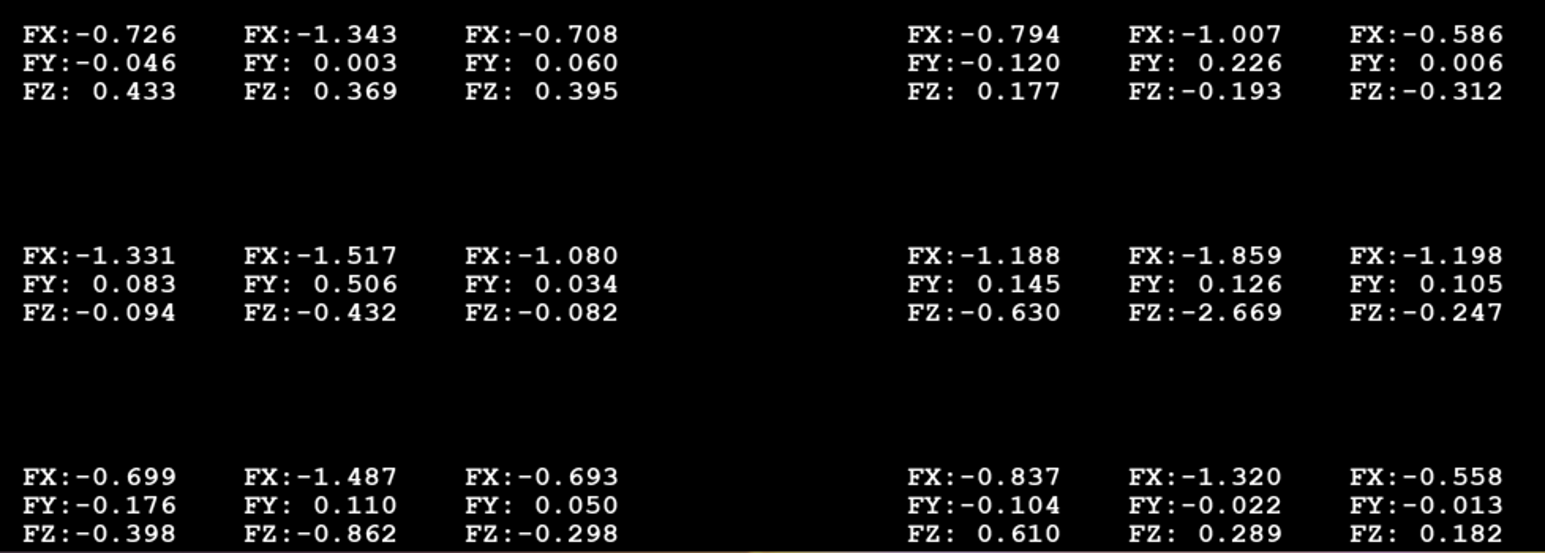 FX:-0.726 FX:-1.343 FX:-0.708 FX:-0.794 FX:-1.007 FX:-0.586
FY:-0.046 FY: 0.003 FY: 0.060 FY:-0.120 FY: 0.226 FY: 0.006
FZ: 0.433 FZ: 0.369 FZ: 0.395 FZ: 0.177 FZ:-0.193 FZ:-0.312
FX:-1.331 FX:-1.517 FX:-1.080 FX:-1.188 FX:-1.859 FX:-1.198
FY: 0.083 FY: 0.506 FY: 0.034 FY: 0.145 FY: 0.126 FY: 0.105
FZ:-0.094 FZ:-0.432 FZ:-0.082 FZ:-0.630 FZ:-2.669 FZ:-0.247
FX:-0.699 FX:-1.487 FX:-0.693 FX:-0.837 FX:-1.320 FX:-0.558
FY:-0.176 FY: 0.110 FY: 0.050 FY:-0.104 FY:-0.022 FY:-0.013
FZ:-0.398 FZ:-0.862 FZ:-0.298 FZ: 0.610 FZ: 0.289 FZ: 0.182